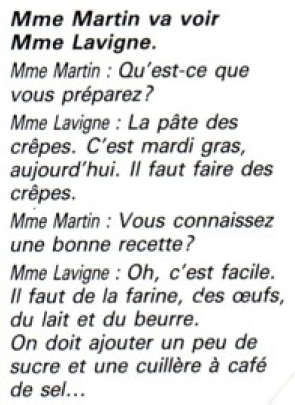 Mme Martin va voir
Mme Lavigne.
Mme Martin : Qu'est-ce que
vous préparez ?
Mme Lavigne : La pâte des
crêpes. C'est mardi gras,
aujourd'hui. Il faut faire des
crêpes.
Mme Martin : Vous connaissez
une bonne recette ?
Mme Lavigne : Oh, c'est facile.
Il faut de la farine, des œufs,
du lait et du beurre.
On doit ajouter un peu de
sucre et une cuillère à café
de sel...